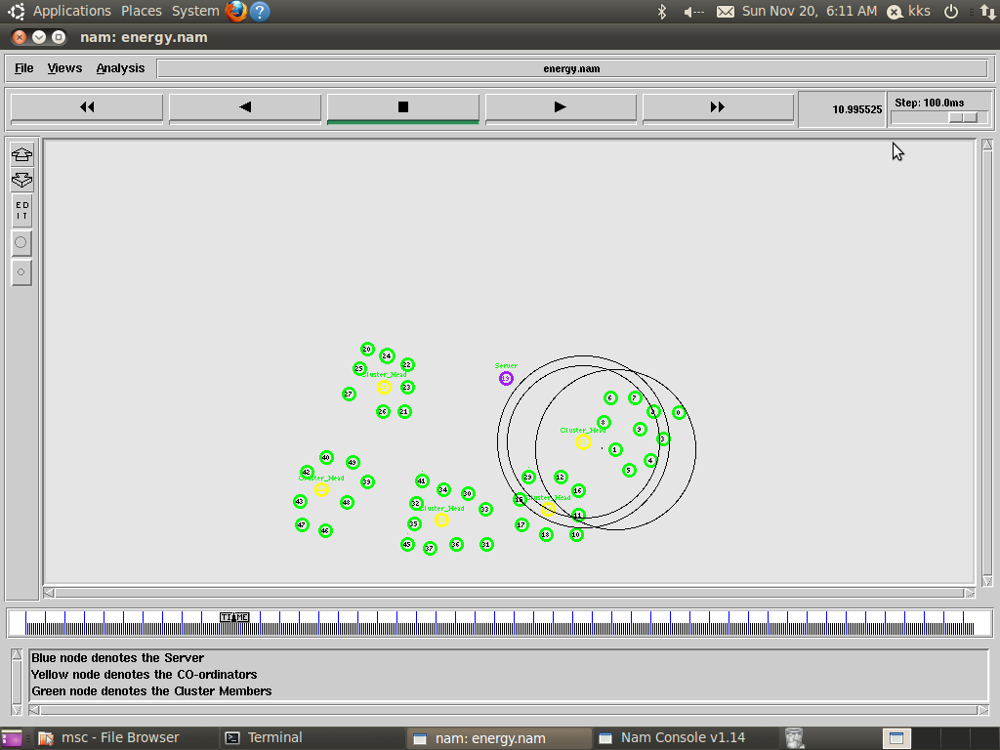 Applications Places System
Sun Nov 20, 6:11 AM kks
nam: energy.nam
File Views Analysis
energy.nam
10.995525
Step: 100.0ms
E D
I T
20
24
25
22
Cluster_Head
27
23
26
21
Server
6
7
2
0
8
9
Cluster_Head
3
1
4
5
40
49
42
Cluster_Head
39
43
48
47
46
41
34
30
32
33
Cluster_Head
35
45
37
36
31
29
12
16
Cluster_Head
11
17
18
10
TIME
Blue node denotes the Server
Yellow node denotes the CO-ordinators
Green node denotes the Cluster Members
msc - File Browser
Terminal
nam: energy.nam
Nam Console v1.14